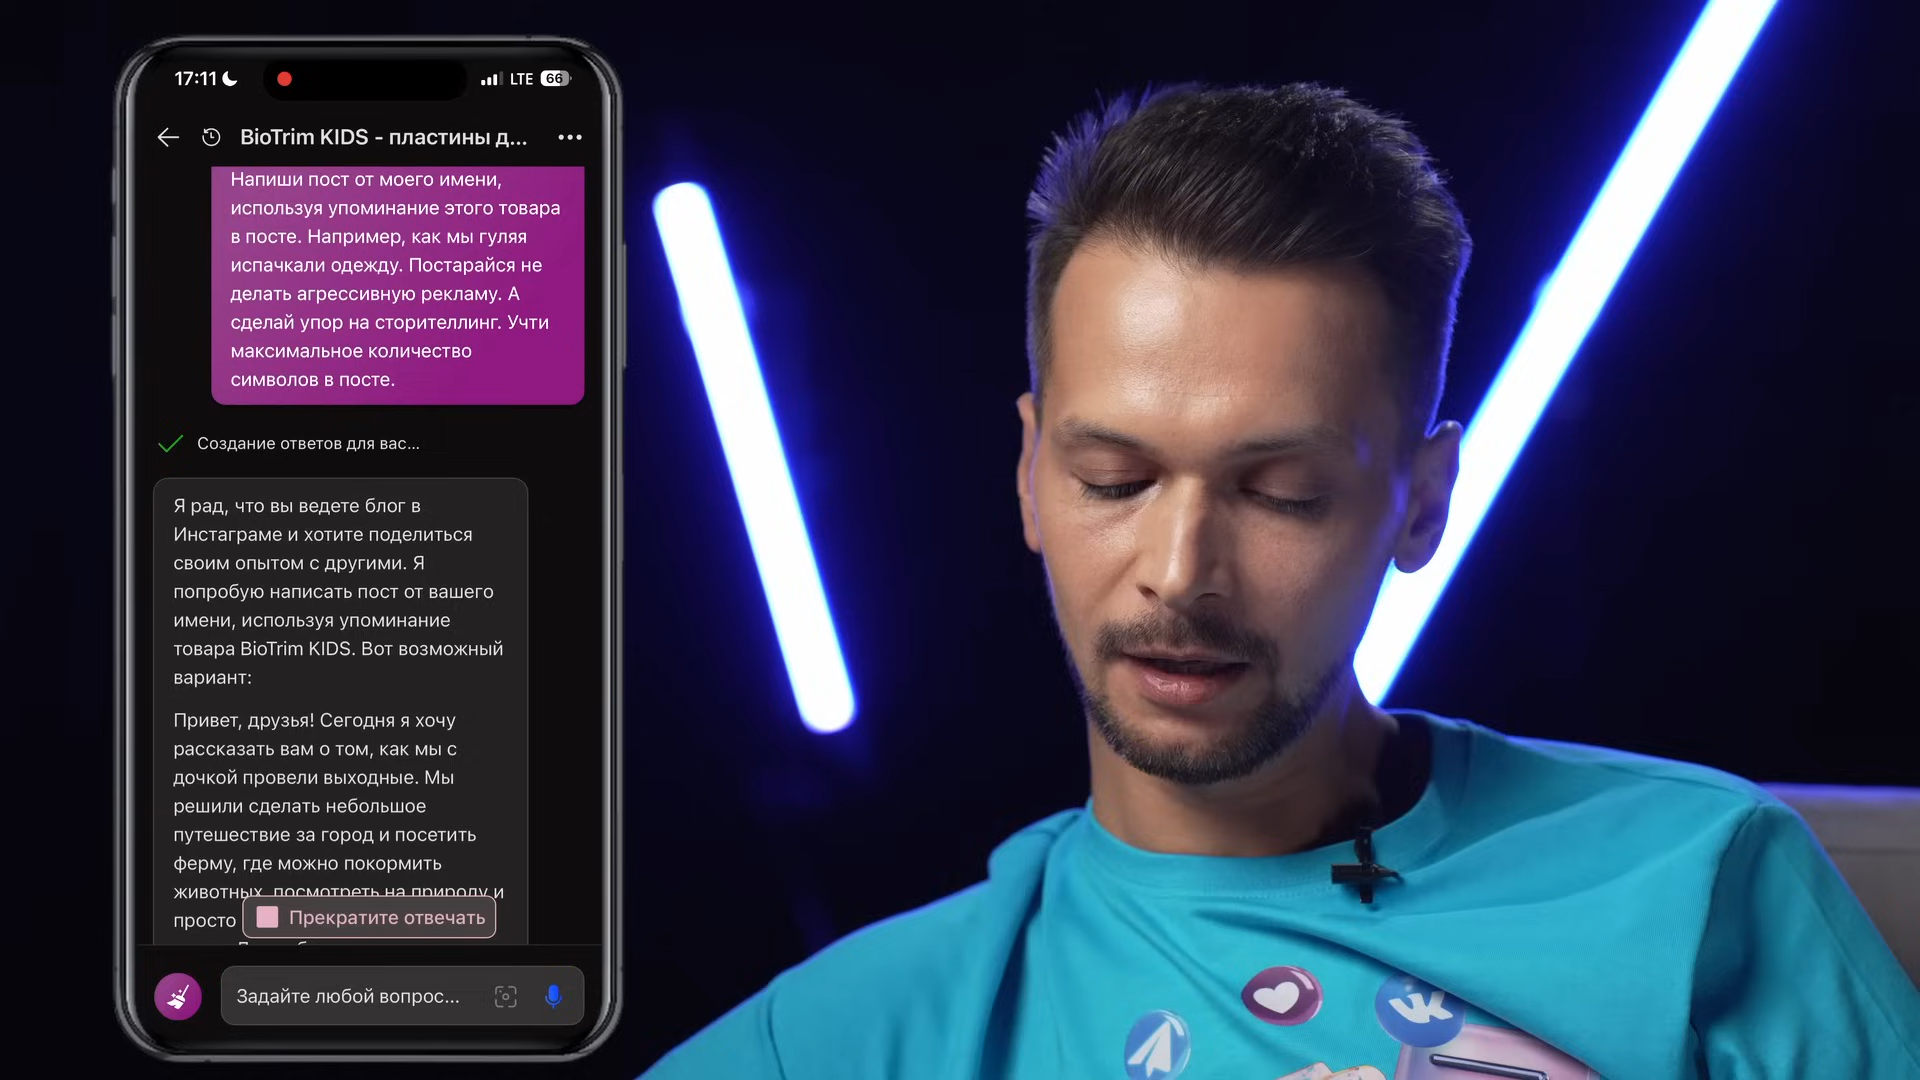 17:11
LTE 66
BioTrim KIDS - пластины д...
Напиши пост от моего имени,
используя упоминание этого товара
в посте. Например, как мы гуляя
испачкали одежду. Постарайся не
делать агрессивную рекламу. А
сделай упор на сторителлинг. Учти
максимальное количество
символов в посте.
Создание ответов для вас...
Я рад, что вы ведете блог в
Инстаграме и хотите поделиться
своим опытом с другими. Я
попробую написать пост от вашего
имени, используя упоминание
товара BioTrim KIDS. Вот возможный
вариант:
Привет, друзья! Сегодня я хочу
рассказать вам о том, как мы с
дочкой провели выходные. Мы
решили сделать небольшое
путешествие за город и посетить
ферму, где можно покормить
животных, посмотреть на природу и
просто
Прекратите отвечать
Задайте любой вопрос...